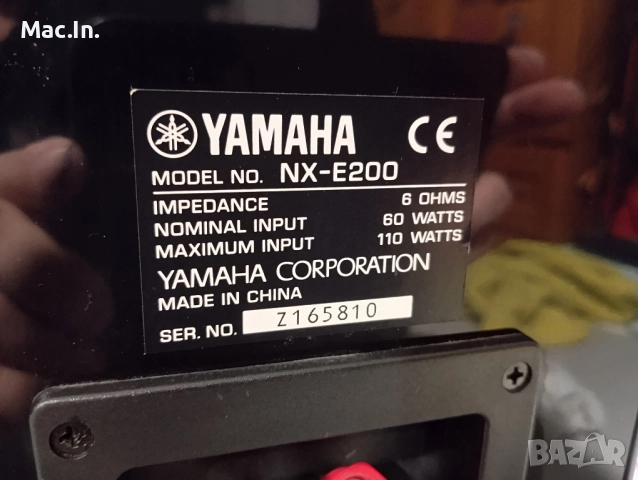 Mac.In.
YAMAHA CE
MODEL NO. NX-E200
IMPEDANCE 6 OHMS
NOMINAL INPUT 60 WATTS
MAXIMUM INPUT 110 WATTS
YAMAHA CORPORATION
MADE IN CHINA
SER. NO. Z165810
BAZAR